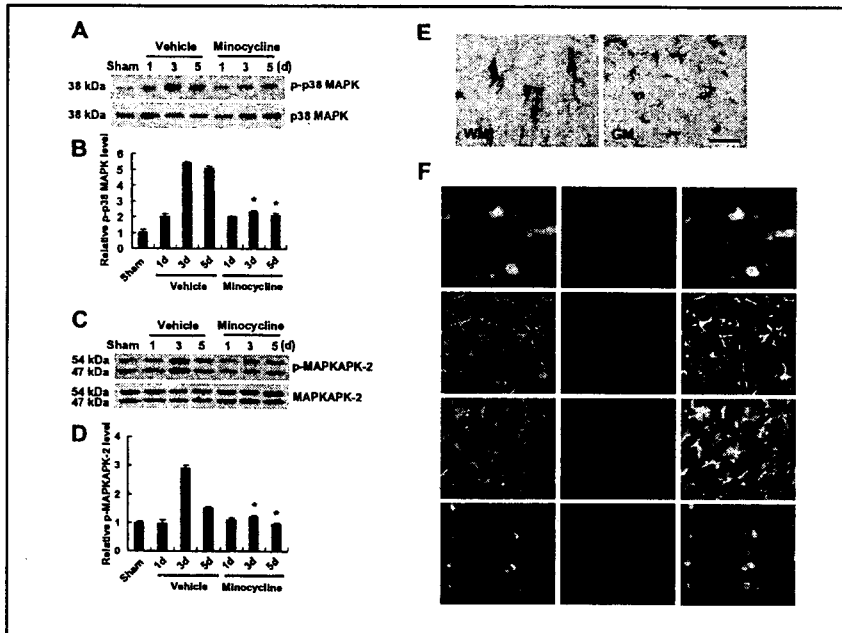 A
Vehicle Minocycline
Sham 1 3 5 1 3 5 (d)
38 kDa p-p38 MAPK
38 kDa p38 MAPK
B
Relative p-p38 MAPK level
6
5
4
3
2
1
0
Sham 1d 3d 5d 1d 3d 5d
* *
Vehicle Minocycline
C
Vehicle Minocycline
Sham 1 3 5 1 3 5 (d)
54 kDa
47 kDa
p-MAPKAPK-2
54 kDa
47 kDa
MAPKAPK-2
D
Relative p-MAPKAPK-2 level
4
3
2
1
0
Sham 1d 3d 5d 1d 3d 5d
* *
Vehicle Minocycline
E
WM GM
F